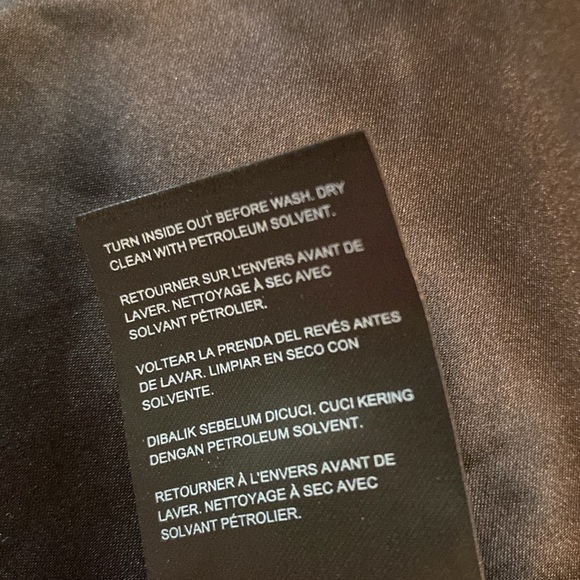 TURN INSIDE OUT BEFORE WASH. DRY
CLEAN WITH PETROLEUM SOLVENT.
RETOURNER SUR L'ENVERS AVANT DE
LAVER. NETTOYAGE À SEC AVEC
SOLVANT PÉTROLIER.
VOLTEAR LA PRENDA DEL REVÉS ANTES
DE LAVAR. LIMPIAR EN SECO CON
SOLVENTE.
DIBALIK SEBELUM DICUCI. CUCI KERING
DENGAN PETROLEUM SOLVENT.
RETOURNER À L'ENVERS AVANT DE
LAVER. NETTOYAGE À SEC AVEC
SOLVANT PÉTROLIER.